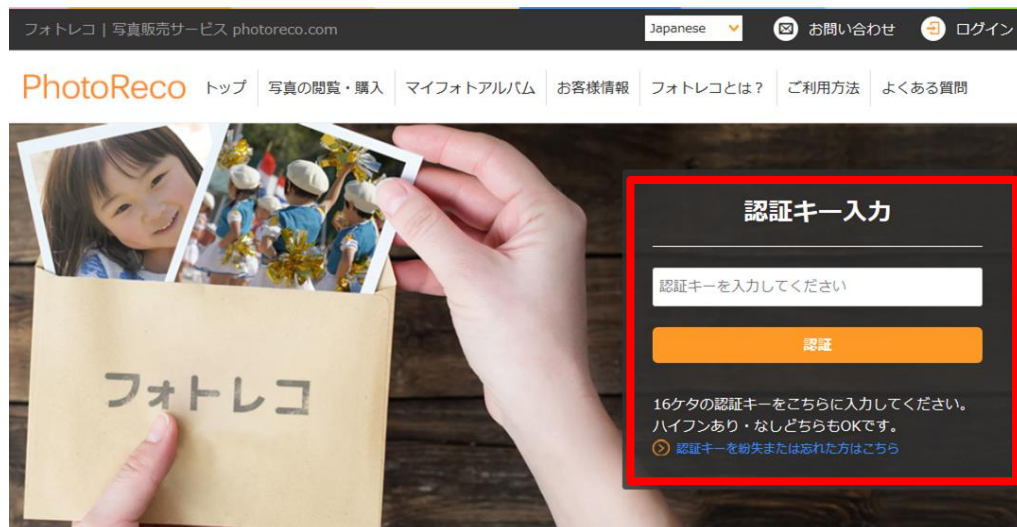 フォトレコ | 写真販売サービス photoreco.com
Japanese
お問い合わせ
ログイン
PhotoReco
トップ
写真の閲覧・購入
マイフォトアルバム
お客様情報
フォトレコとは？
ご利用方法
よくある質問
フォトレコ
認証キー入力
認証キーを入力してください
認証
16ケタの認証キーをこちらに入力してください。
ハイフンあり・なしどちらもOKです。
認証キーを紛失または忘れた方はこちら